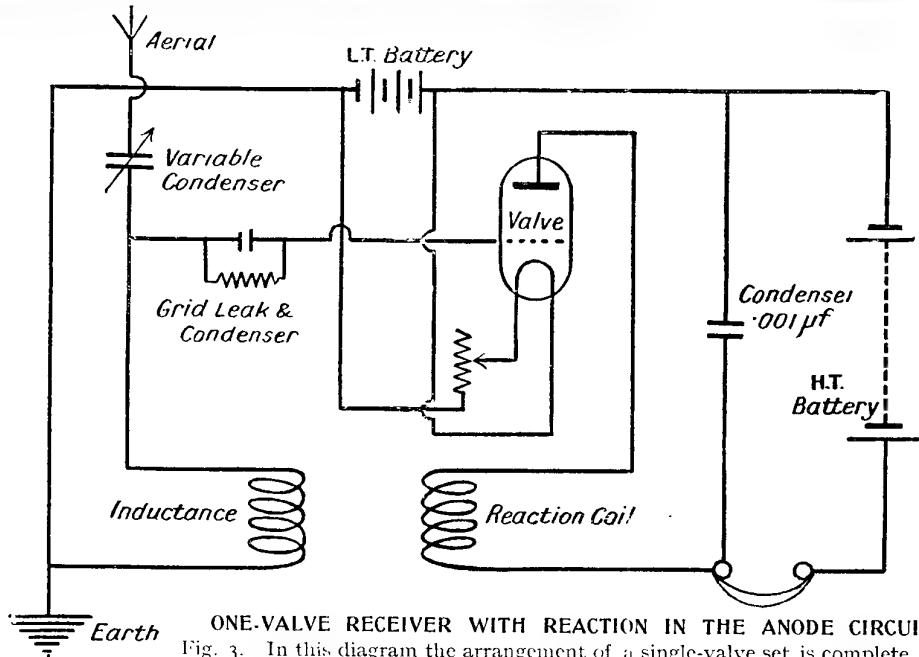 Aerial
L.T. Battery
Variable
Condenser
Valve
Grid Leak &
Condenser
Condenser
.001 µf
H.T.
Battery
Inductance
Reaction Coil
Earth
ONE-VALVE RECEIVER WITH REACTION IN THE ANODE CIRCUI
Fig. 3. In this diagram the arrangement of a single-valve set is complete